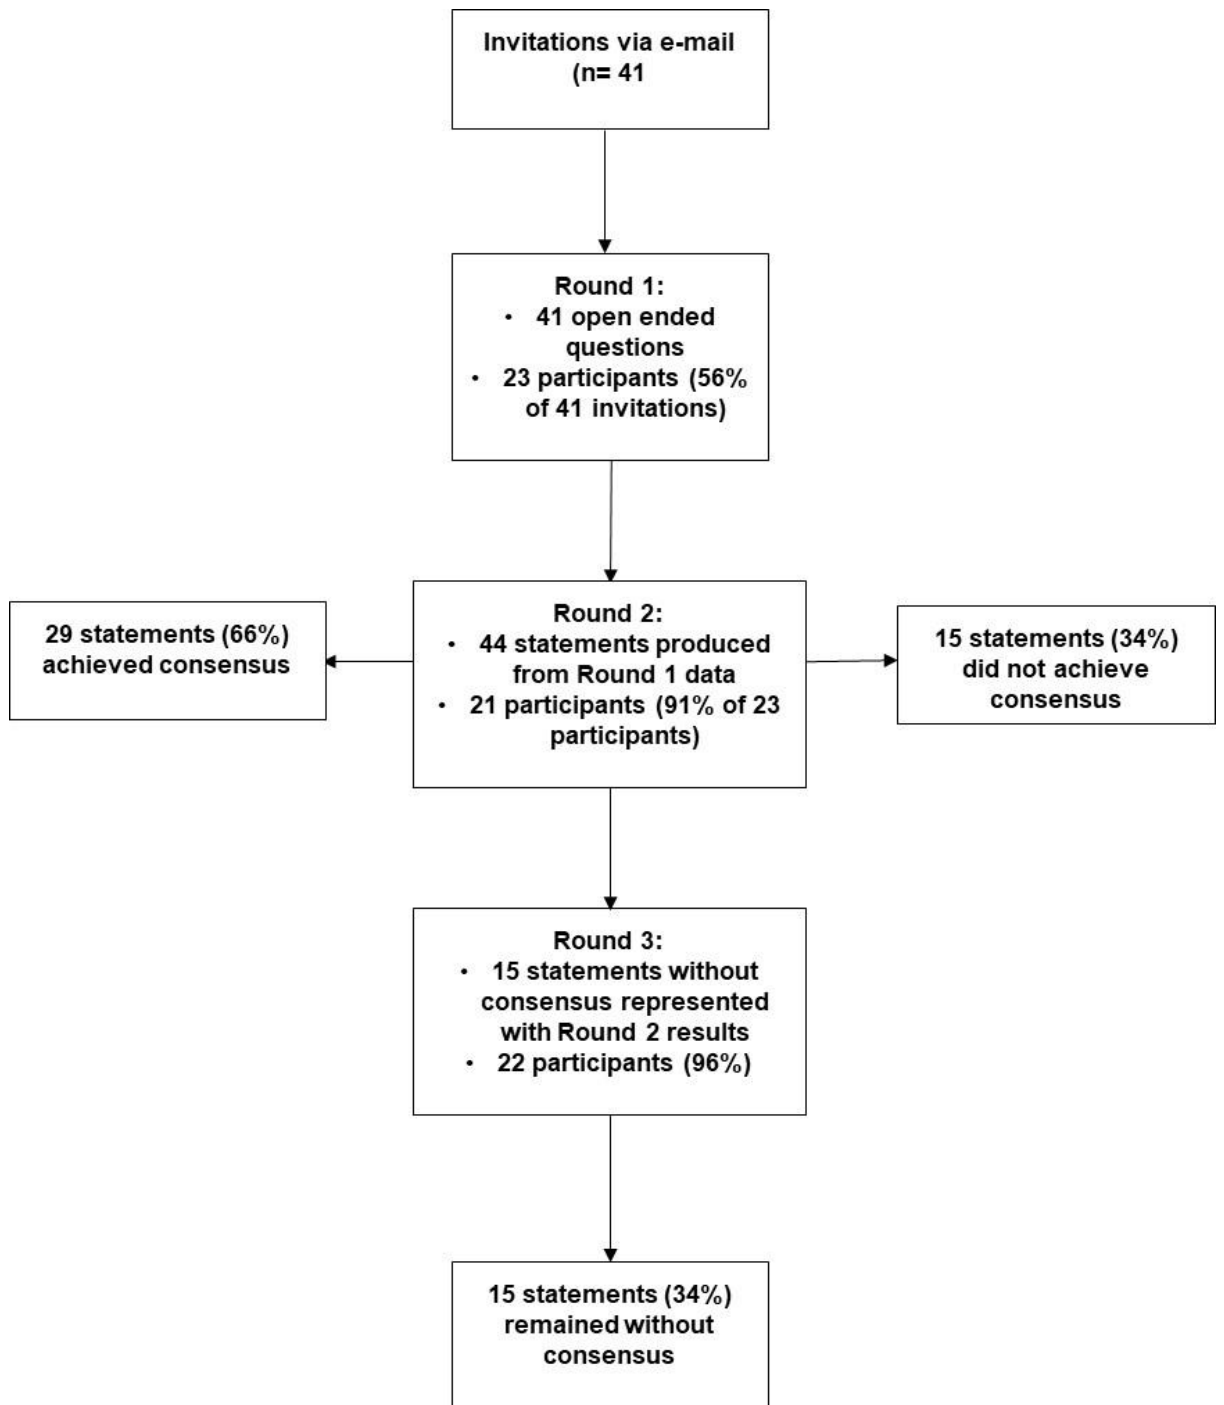 Invitations via e-mail
(n= 41
Round 1:
• 41 open ended
questions
• 23 participants (56%
of 41 invitations)
29 statements (66%)
achieved consensus
Round 2:
• 44 statements produced
from Round 1 data
• 21 participants (91% of 23
participants)
15 statements (34%)
did not achieve
consensus
Round 3:
• 15 statements without
consensus represented
with Round 2 results
• 22 participants (96%)
15 statements (34%)
remained without
consensus